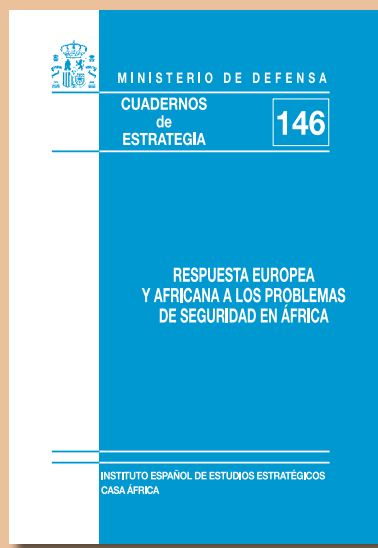 MINISTERIO DE DEFENSA
CUADERNOS
de
ESTRATEGIA
146
RESPUESTA EUROPEA
Y AFRICANA A LOS PROBLEMAS
DE SEGURIDAD EN ÁFRICA
INSTITUTO ESPAÑOL DE ESTUDIOS ESTRATÉGICOS
CASA ÁFRICA